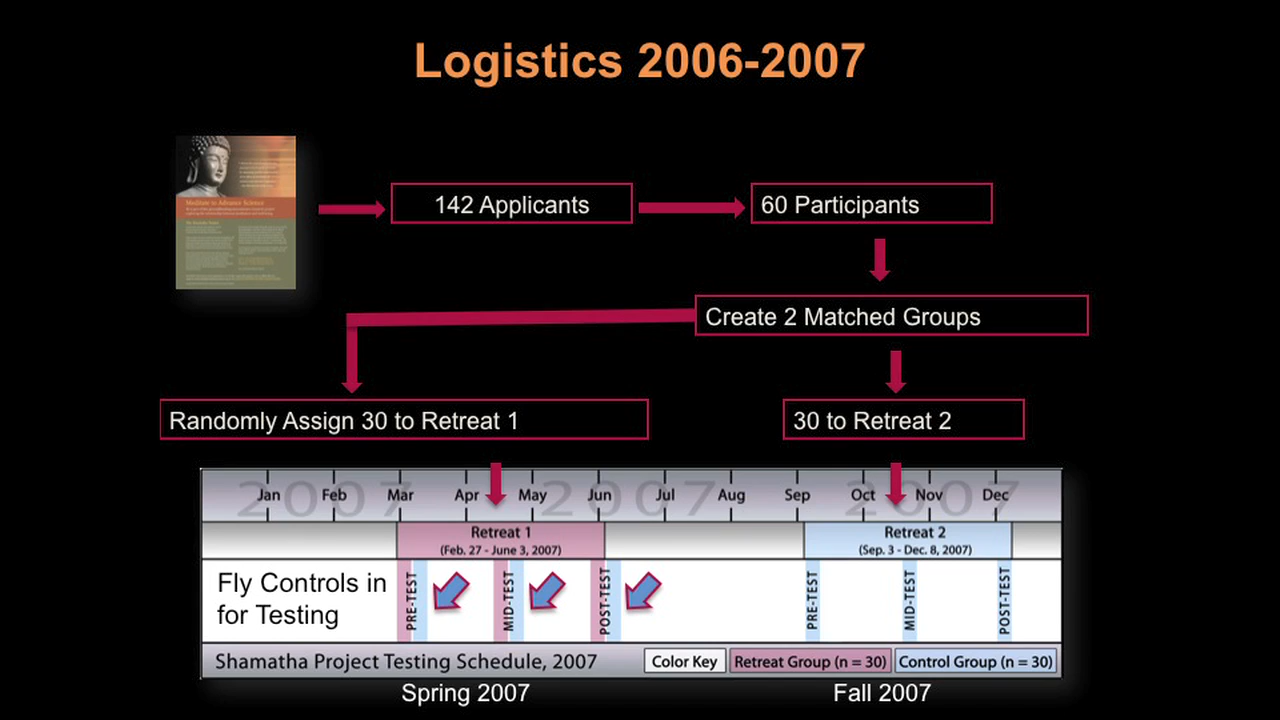 Logistics 2006-2007
Meditate to Advance Science
142 Applicants
60 Participants
Create 2 Matched Groups
Randomly Assign 30 to Retreat 1
30 to Retreat 2
2007 2007 2007
Jan Feb Mar Apr May Jun Jul Aug Sep Oct Nov Dec
Retreat 1
(Feb. 27 - June 3, 2007)
Retreat 2
(Sep. 3 - Dec. 8, 2007)
Fly Controls in
for Testing
PRE-TEST
MID-TEST
POST-TEST
PRE-TEST
MID-TEST
POST-TEST
Shamatha Project Testing Schedule, 2007
Color Key
Retreat Group (n = 30)
Control Group (n = 30)
Spring 2007
Fall 2007